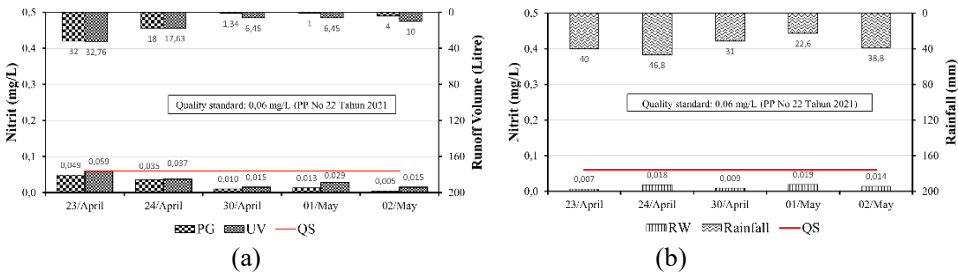 (a)
0,5
0,4
0,3
0,2
0,1
0,0
Nitrit (mg/L)
32
32,76
18
17,63
1,34
6,45
1
6,45
4
10
Quality standard: 0,06 mg/L (PP No 22 Tahun 2021
0,049
0,059
0,035
0,037
0,010
0,015
0,013
0,029
0,005
0,015
0
40
80
120
160
200
Runoff Volume (Litre)
23/April
24/April
30/April
01/May
02/May
PG
UV
QS
(a)
(b)
0,5
0,4
0,3
0,2
0,1
0,0
Nitrit (mg/L)
40
46,8
31
22,6
38,8
Quality standard: 0,06 mg/L (PP No 22 Tahun 2021)
0,007
0,018
0,009
0,019
0,014
0
40
80
120
160
200
Rainfall (mm)
23/April
24/April
30/April
01/May
02/May
RW
Rainfall
QS
(b)